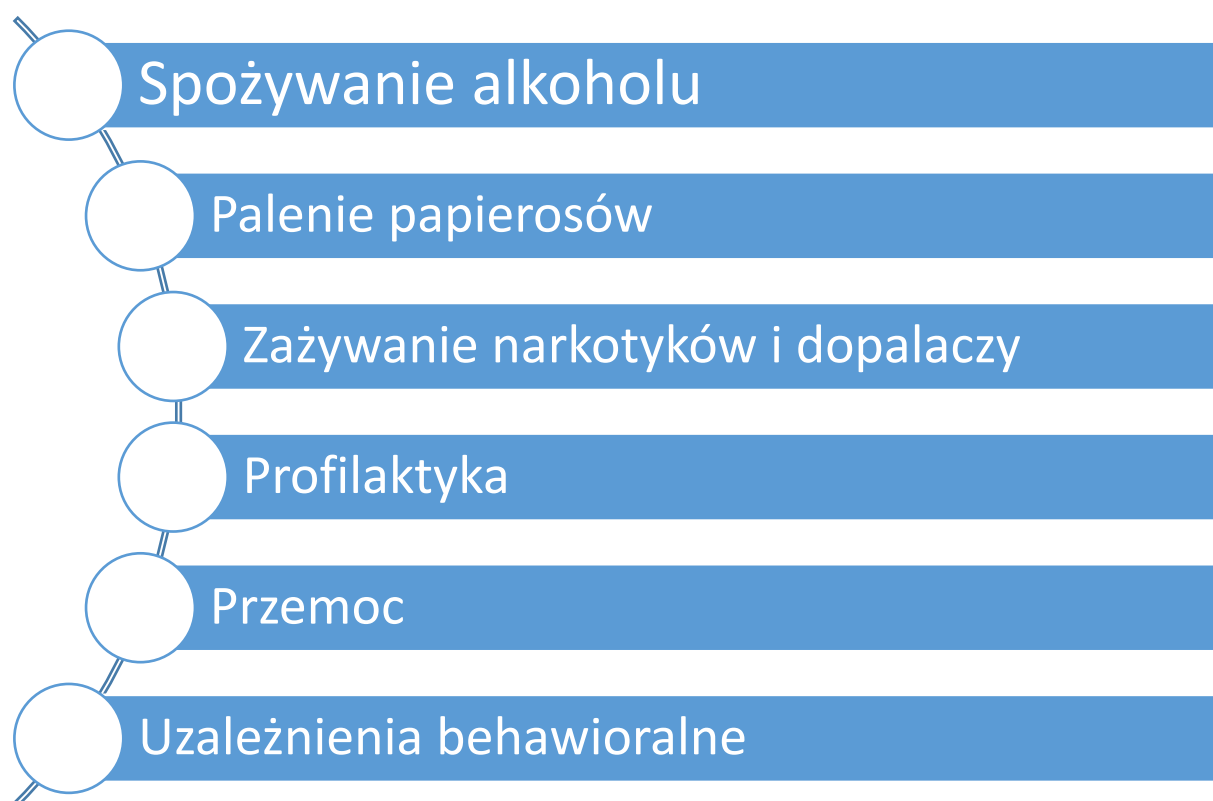 Spożywanie alkoholu
Palenie papierosów
Zażywanie narkotyków i dopalaczy
Profilaktyka
Przemoc
Uzależnienia behawioralne